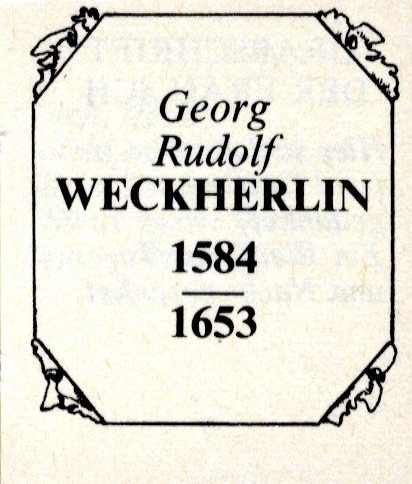 Georg
Rudolf
WECKHERLIN
1584
1653